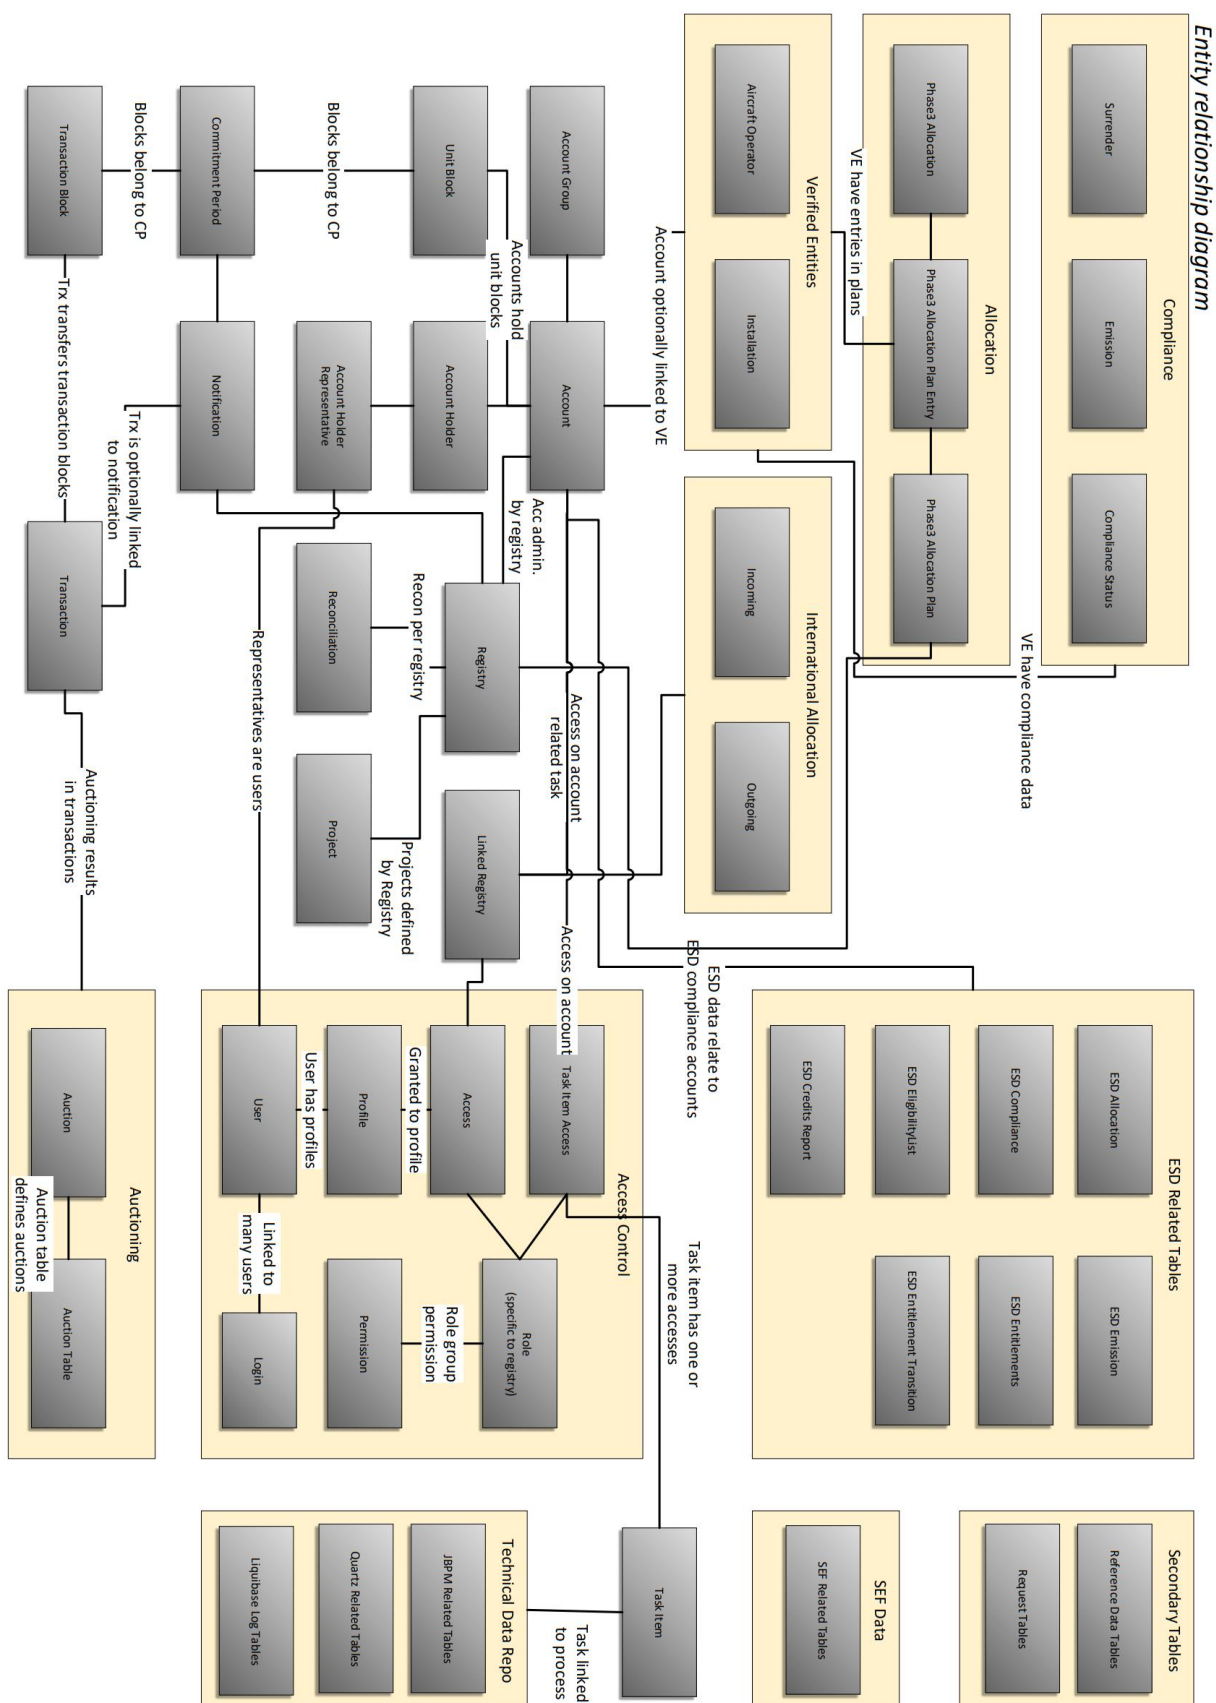 Entity relationship diagram
Compliance
Surrender
Emission
Compliance Status
VE have compliance data
Allocation
Phase3 Allocation
Phase3 Allocation Plan Entry
Phase3 Allocation Plan
VE have entries in plans
Verified Entities
Aircraft Operator
Installation
Account optionally linked to VE
International Allocation
Incoming
Outgoing
ESD Related Tables
ESD Allocation
ESD Emission
ESD Compliance
ESD Entitlements
ESD EligibilityList
ESD Entitlement Transition
ESD Credits Report
ESD data relate to
ESD compliance accounts
Secondary Tables
Reference Data Tables
Request Tables
SEF Data
SEF Related Tables
Account Group
Account
Accounts hold
unit blocks
Unit Block
Account Holder
Account Holder
Representative
Acc admin.
by registry
Registry
Recon per registry
Reconciliation
Project
Projects defined
by Registry
Linked Registry
Access on account
related task
Access on account
Task item has one or
more accesses
Task Item
Task linked
to process
Blocks belong to CP
Commitment Period
Blocks belong to CP
Transaction Block
Notification
Trx is optionally linked
to notification
Trx transfers transaction blocks
Transaction
Representatives are users
Auctioning results
in transactions
Access Control
Task Item Access
Access
Role
(specific to registry)
Granted to profile
Role group
permission
Profile
Permission
User has profiles
User
Linked to
many users
Login
Technical Data Repo
JBPM Related Tables
Quartz Related Tables
Liquibase Log Tables
Auctioning
Auction
Auction Table
Auction table
defines auctions